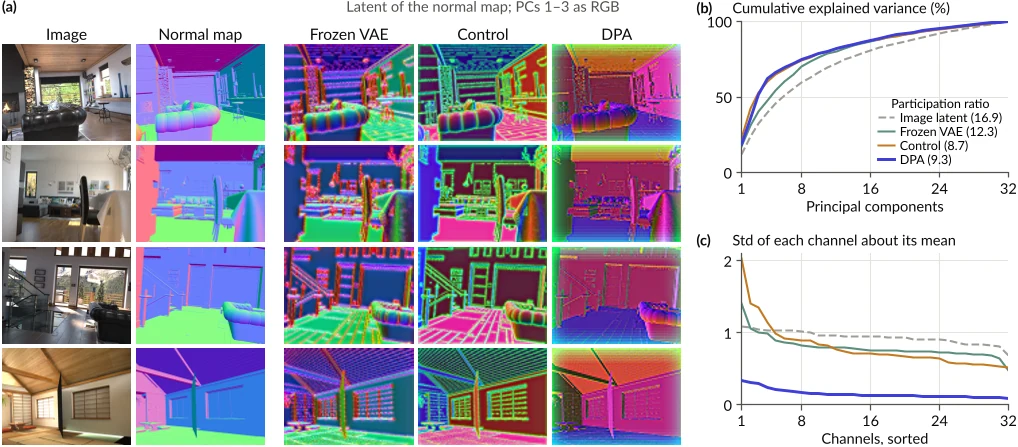 (a)
Latent of the normal map; PCs 1–3 as RGB
Image
Normal map
Frozen VAE
Control
DPA
(b)
Cumulative explained variance (%)
100
50
0
Participation ratio
Image latent (16.9)
Frozen VAE (12.3)
Control (8.7)
DPA (9.3)
1
8
16
24
32
Principal components
(c)
Std of each channel about its mean
2
1
0
1
8
16
24
32
Channels, sorted